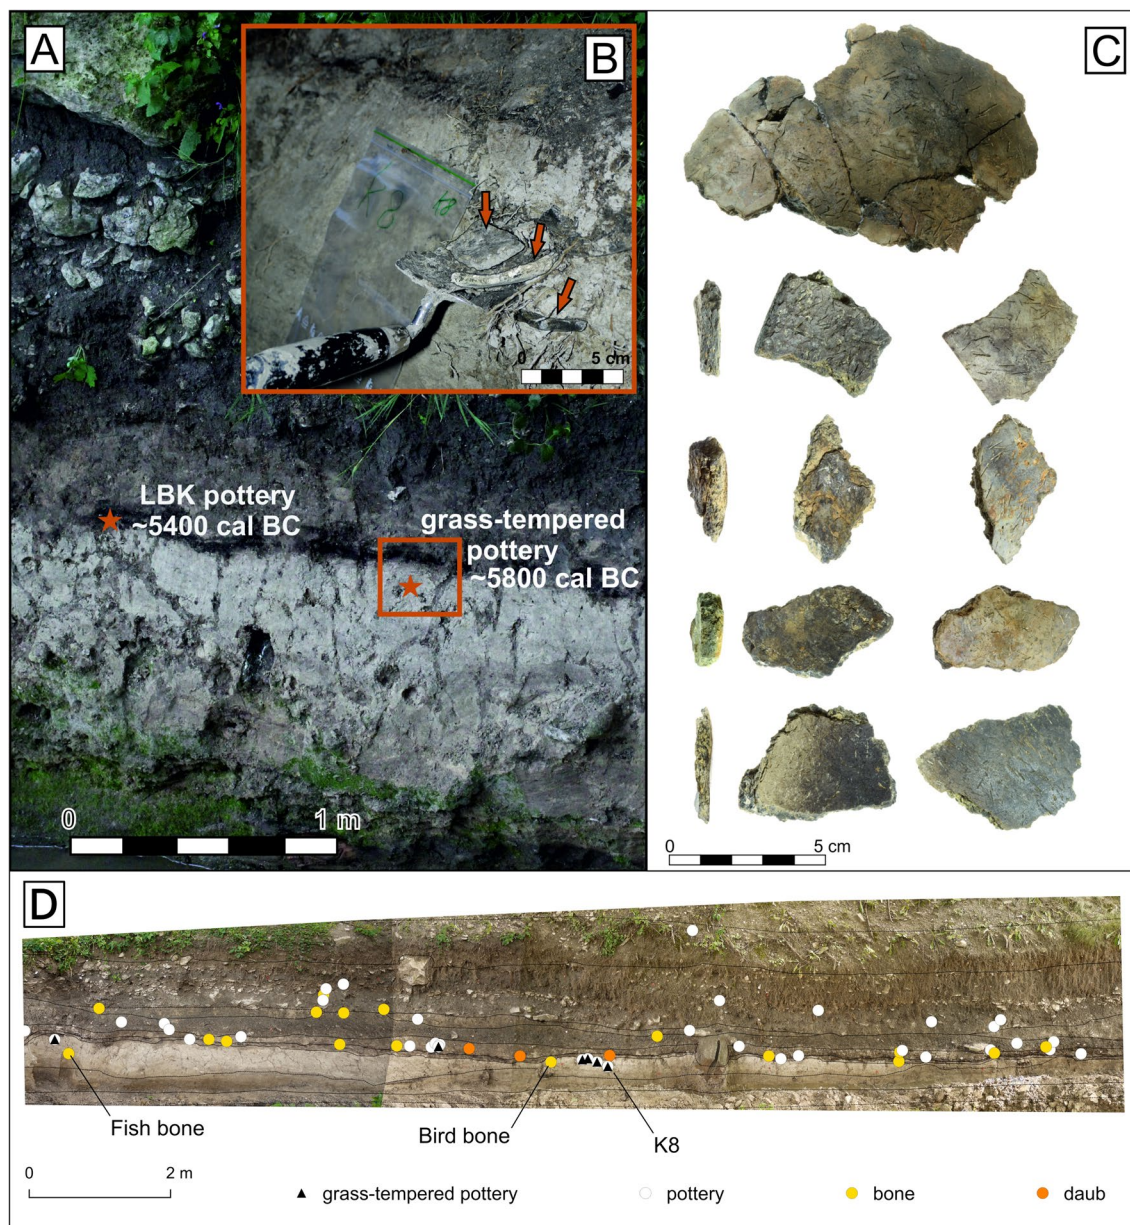 A
B
K8
K8
0
5 cm
LBK pottery
~5400 cal BC
grass-tempered
pottery
~5800 cal BC
0
1 m
C
0
5 cm
D
Fish bone
Bird bone
K8
0
2 m
grass-tempered pottery
pottery
bone
daub